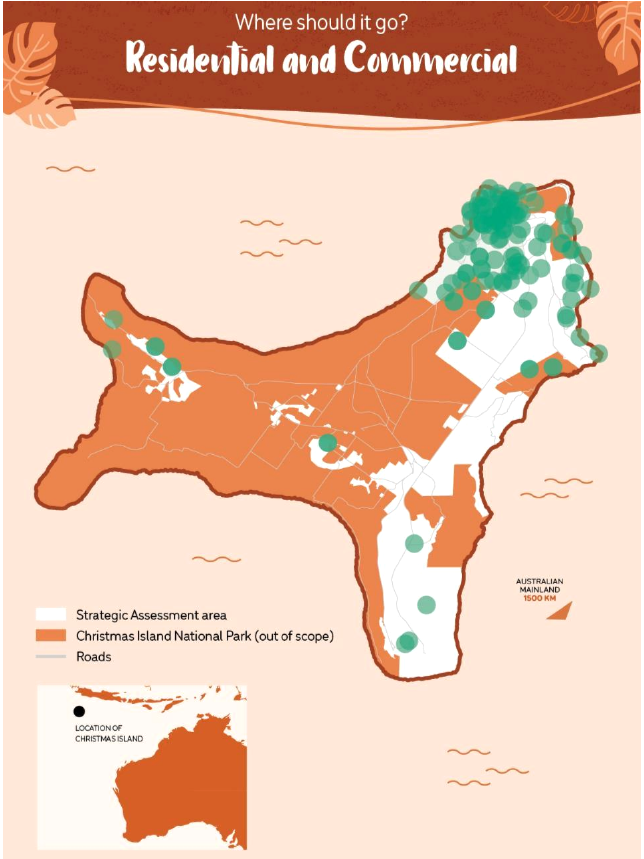 Where should it go?
Residential and Commercial
AUSTRALIAN
MAINLAND
1500 KM
Strategic Assessment area
Christmas Island National Park (out of scope)
Roads
LOCATION OF
CHRISTMAS ISLAND